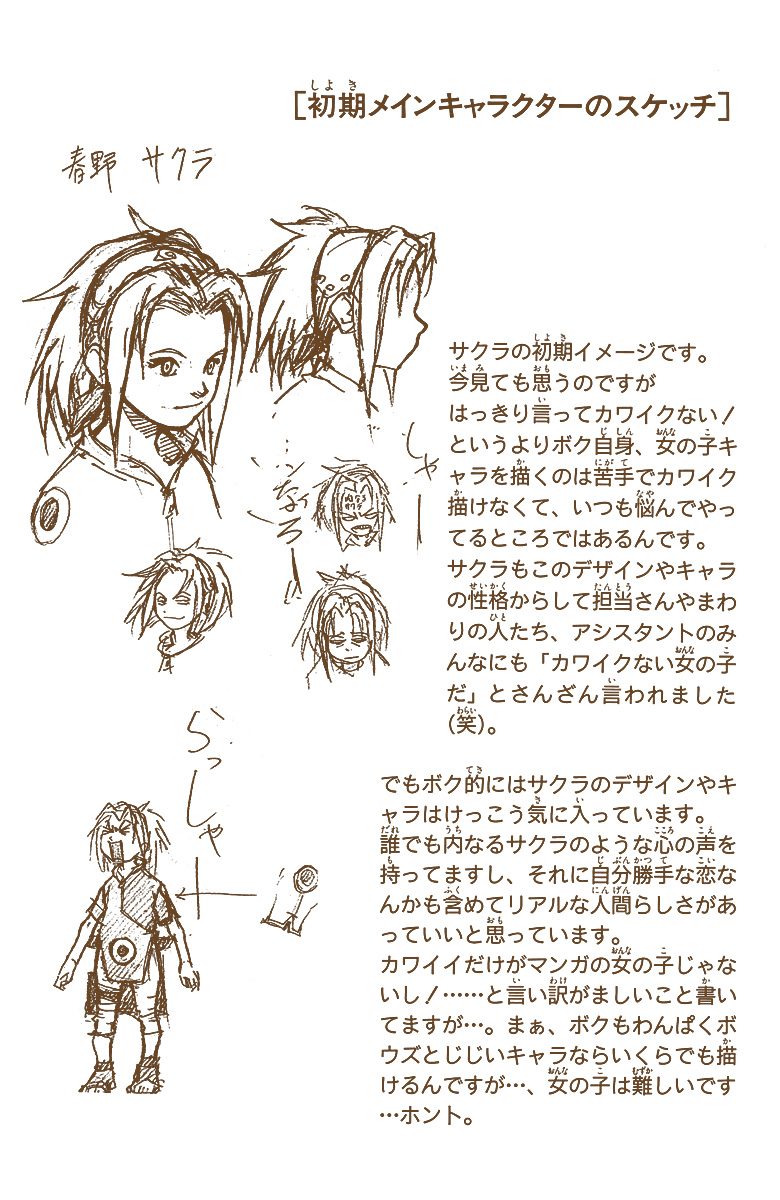 [初期メインキャラクターのスケッチ]
春野 サクラ
サクラの初期イメージです。
今見ても思うのですが
はっきり言ってカワイクない!
というよりボク自身、女の子キ
ャラを描くのは苦手でカワイク
描けなくて、いつも悩んでやっ
てるところではあるんです。
サクラもこのデザインやキャラ
の性格からして担当さんやまわ
りの人たち、アシスタントのみ
んなにも「カワイクない女の子
だ」とさんざん言われました
(笑)。
しゃー
…なろー!!
内なるサクラ
らっしゃー
でもボク的にはサクラのデザインやキ
ャラはけっこう気に入っています。
誰でも内なるサクラのような心の声を
持ってますし、それに自分勝手な恋な
んかも含めてリアルな人間らしさがあ
っていいと思っています。
カワイイだけがマンガの女の子じゃな
いし!……と言い訳がましいこと書い
てますが…。まぁ、ボクもわんぱくボ
ウズとじじいキャラならいくらでも描
けるんですが…、女の子は難しいです
…ホント。